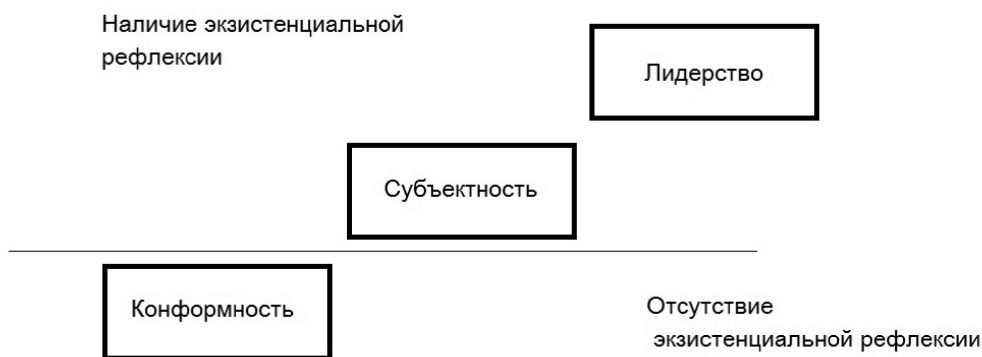 Наличие экзистенциальной
рефлексии
Лидерство
Субъектность
Конформность
Отсутствие
экзистенциальной рефлексии